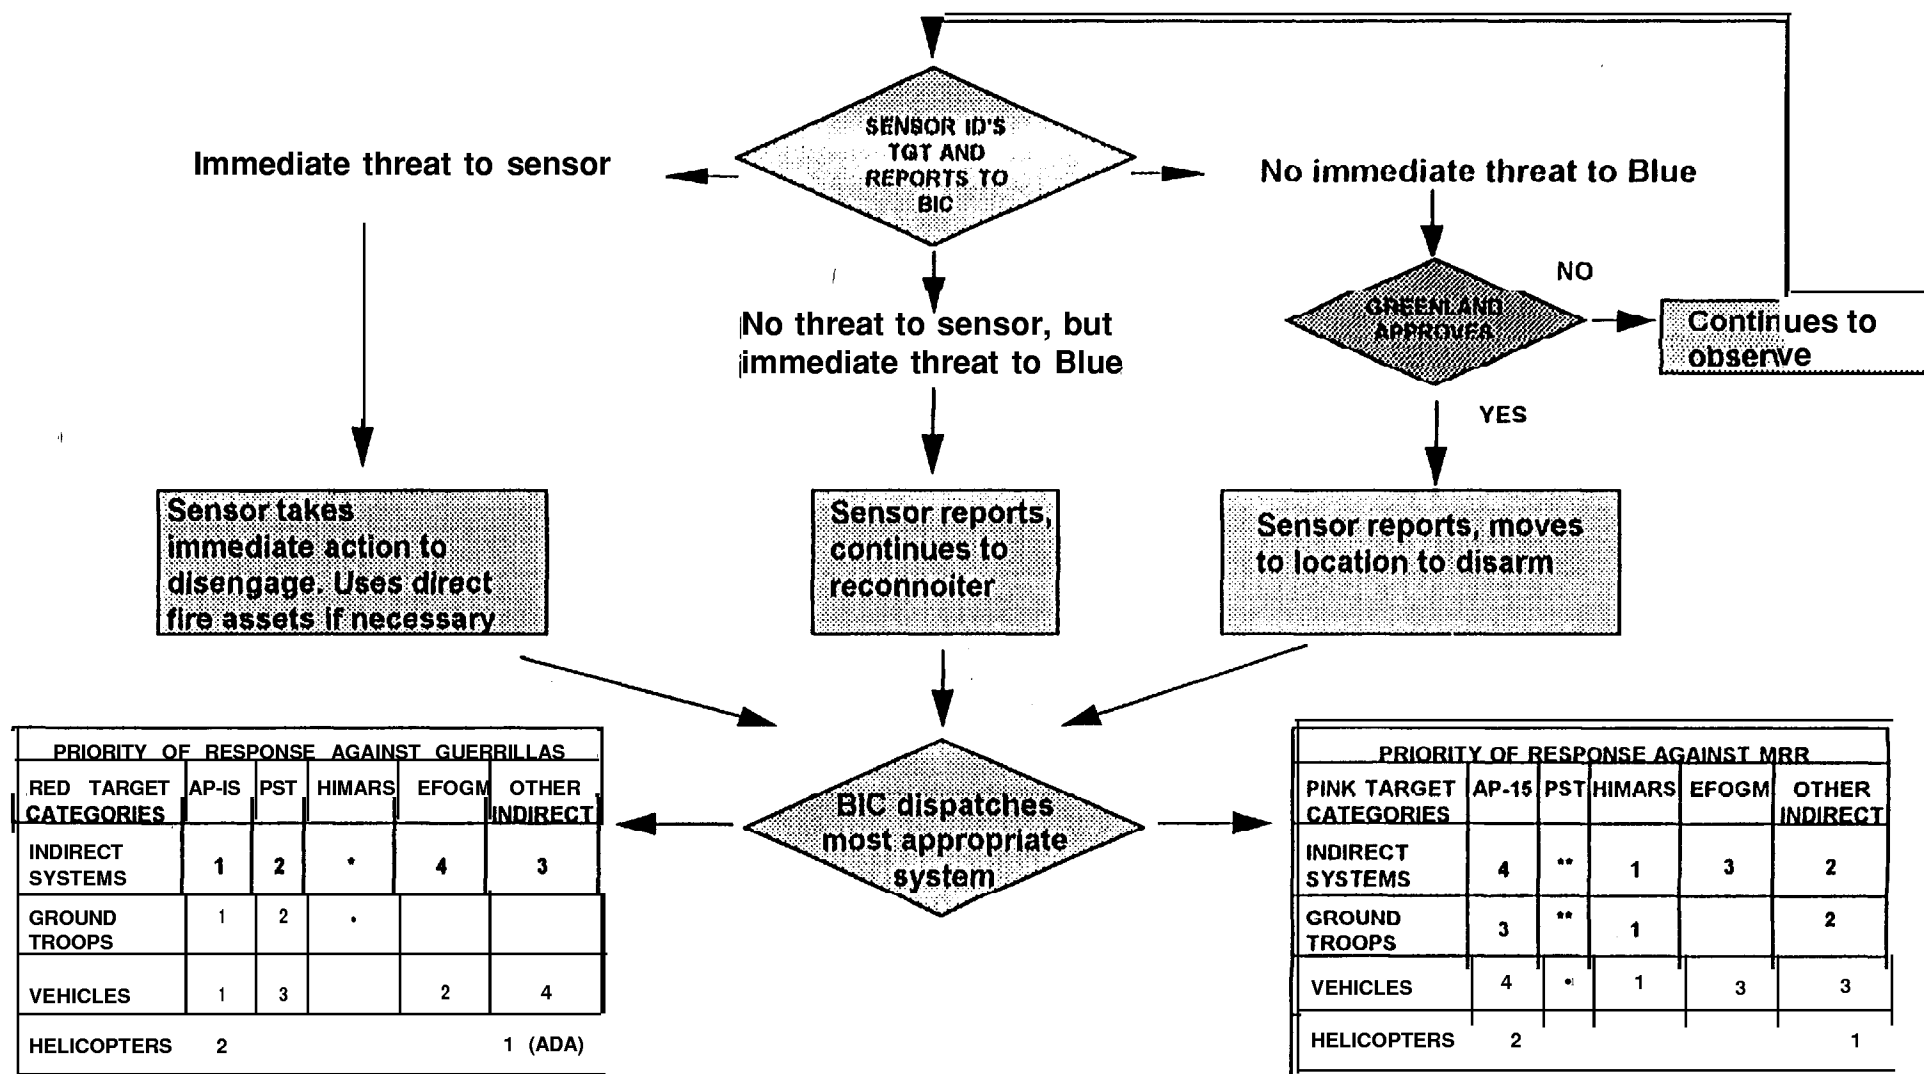 SENSOR ID'S
TGT AND
REPORTS TO
BIC
Immediate threat to sensor
No immediate threat to Blue
No threat to sensor, but
immediate threat to Blue
GREENLAND
NO
Continues to
observe
YES
Sensor takes
immediate action to
disengage. Uses direct
fire assets if necessary
Sensor reports,
continues to
reconnoiter
Sensor reports, moves
to location to disarm
BIC dispatches
most appropriate
system
PRIORITY OF RESPONSE AGAINST GUERRILLAS
RED TARGET CATEGORIES AP-IS PST HIMARS EFOGM OTHER INDIRECT
INDIRECT SYSTEMS 1 2 * 4 3
GROUND TROOPS 1 2 •
VEHICLES 1 3 2 4
HELICOPTERS 2 1 (ADA)
PRIORITY OF RESPONSE AGAINST MRR
PINK TARGET CATEGORIES AP-15 PST HIMARS EFOGM OTHER INDIRECT
INDIRECT SYSTEMS 4 ** 1 3 2
GROUND TROOPS 3 ** 1 2
VEHICLES 4 • 1 3 3
HELICOPTERS 2 1